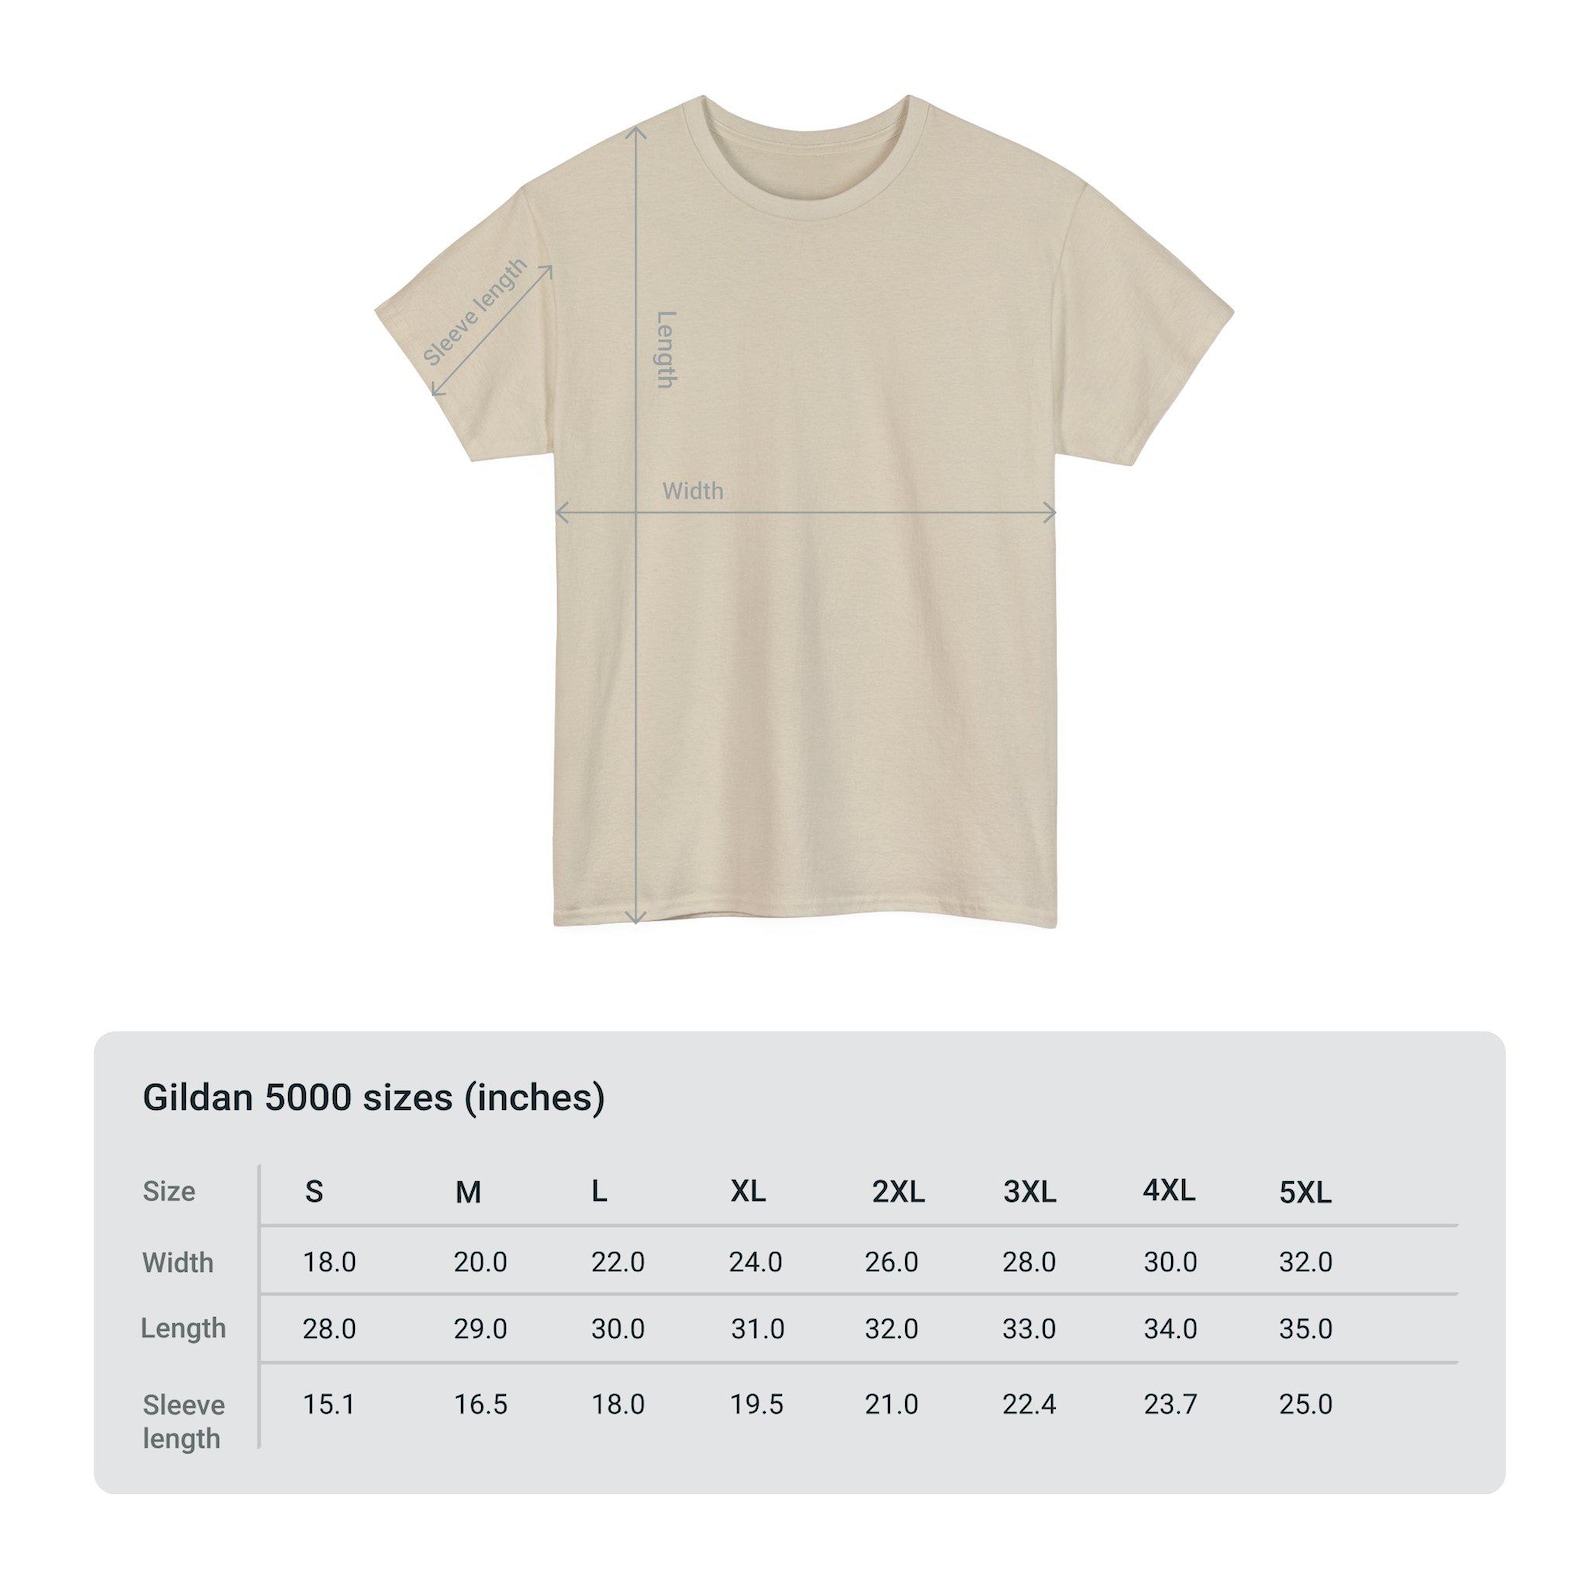 Sleeve length
Length
Width
Gildan 5000 sizes (inches)
Size S M L XL 2XL 3XL 4XL 5XL
Width 18.0 20.0 22.0 24.0 26.0 28.0 30.0 32.0
Length 28.0 29.0 30.0 31.0 32.0 33.0 34.0 35.0
Sleeve length 15.1 16.5 18.0 19.5 21.0 22.4 23.7 25.0